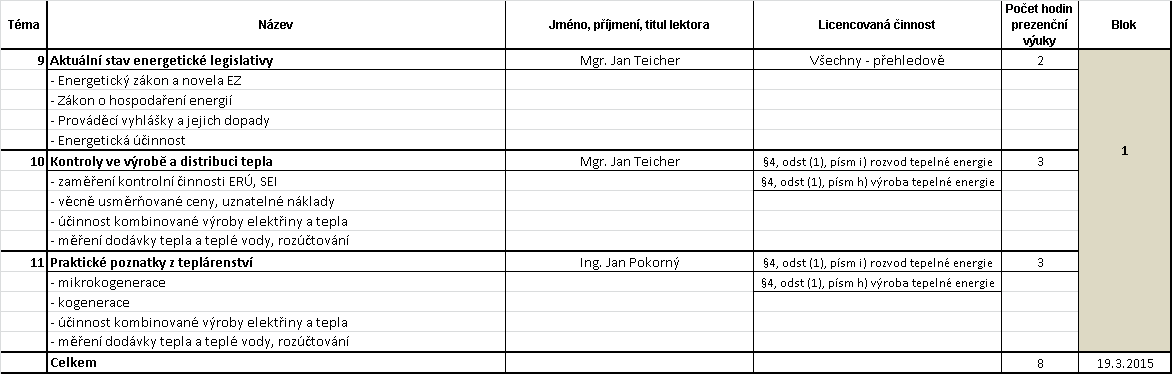 Téma Název Jméno, příjmení, titul lektora Licencovaná činnost Počet hodin prezenční výuky Blok
9 Aktuální stav energetické legislativy Mgr. Jan Teicher Všechny - přehledově 2
- Energetický zákon a novela EZ
- Zákon o hospodaření energií
- Prováděcí vyhlášky a jejich dopady
- Energetická účinnost
1
10 Kontroly ve výrobě a distribuci tepla Mgr. Jan Teicher §4, odst (1), písm i) rozvod tepelné energie 3
- zaměření kontrolní činnosti ERÚ, SEI §4, odst (1), písm h) výroba tepelné energie
- věcně usměrňované ceny, uznatelné náklady
- účinnost kombinované výroby elektřiny a tepla
- měření dodávky tepla a teplé vody, rozúčtování
11 Praktické poznatky z teplárenství Ing. Jan Pokorný §4, odst (1), písm i) rozvod tepelné energie 3
- mikrokogenerace §4, odst (1), písm h) výroba tepelné energie
- kogenerace
- účinnost kombinované výroby elektřiny a tepla
- měření dodávky tepla a teplé vody, rozúčtování
Celkem 8 19.3.2015